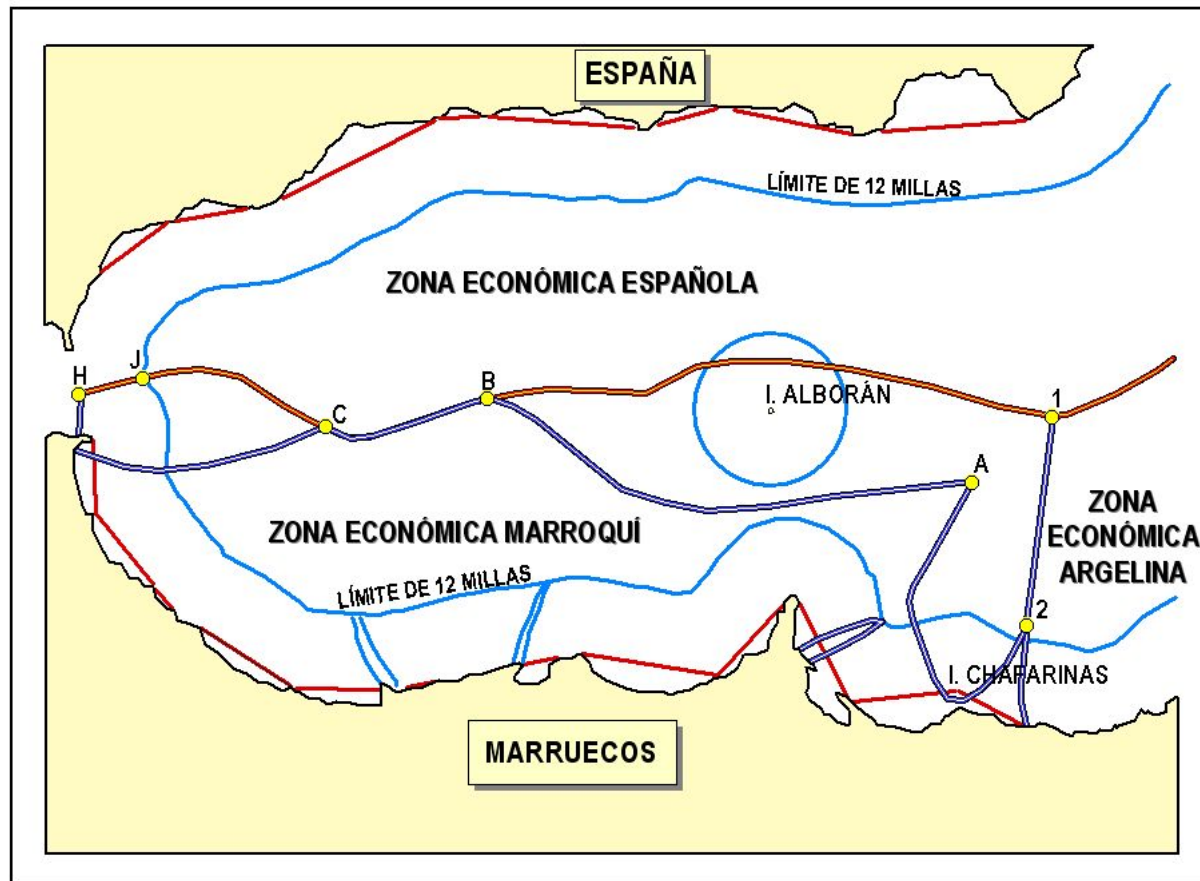 ESPAÑA
LÍMITE DE 12 MILLAS
ZONA ECONÓMICA ESPAÑOLA
H
J
C
B
I. ALBORÁN
1
A
ZONA
ECONÓMICA
ARGELINA
ZONA ECONÓMICA MARROQUÍ
LÍMITE DE 12 MILLAS
2
I. CHAFARINAS
MARRUECOS